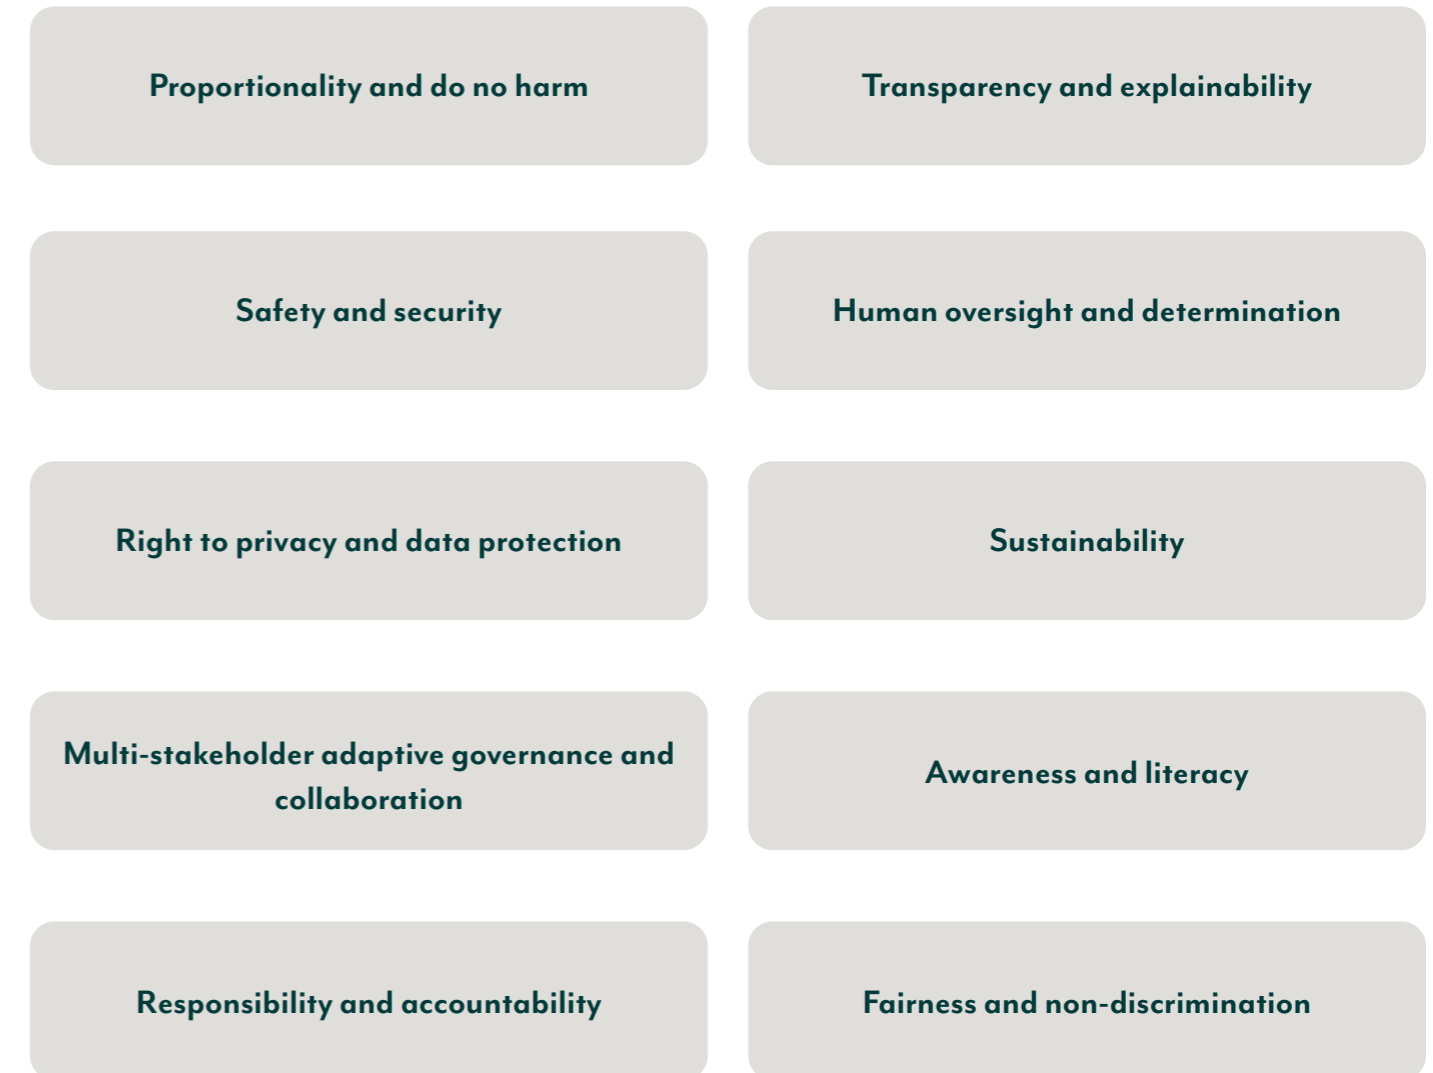 Proportionality and do no harm
Transparency and explainability
Safety and security
Human oversight and determination
Right to privacy and data protection
Sustainability
Multi-stakeholder adaptive governance and
collaboration
Awareness and literacy
Responsibility and accountability
Fairness and non-discrimination